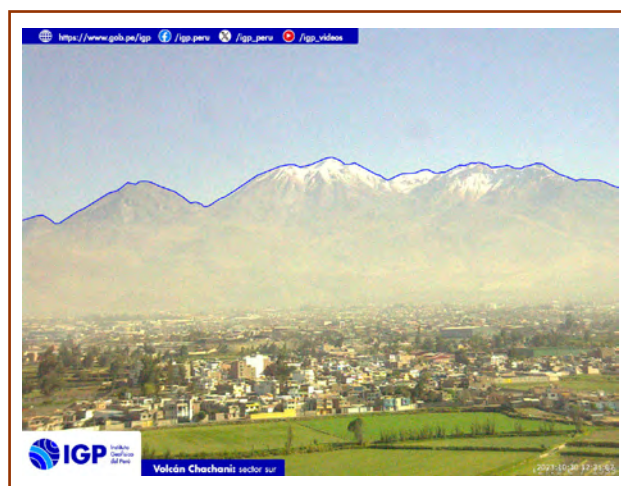 https://www.gob.pe/igp /igp.peru /igp_peru /igp_videos
IGP
Instituto
Geofísico
del Perú
Volcán Chachani: sector sur